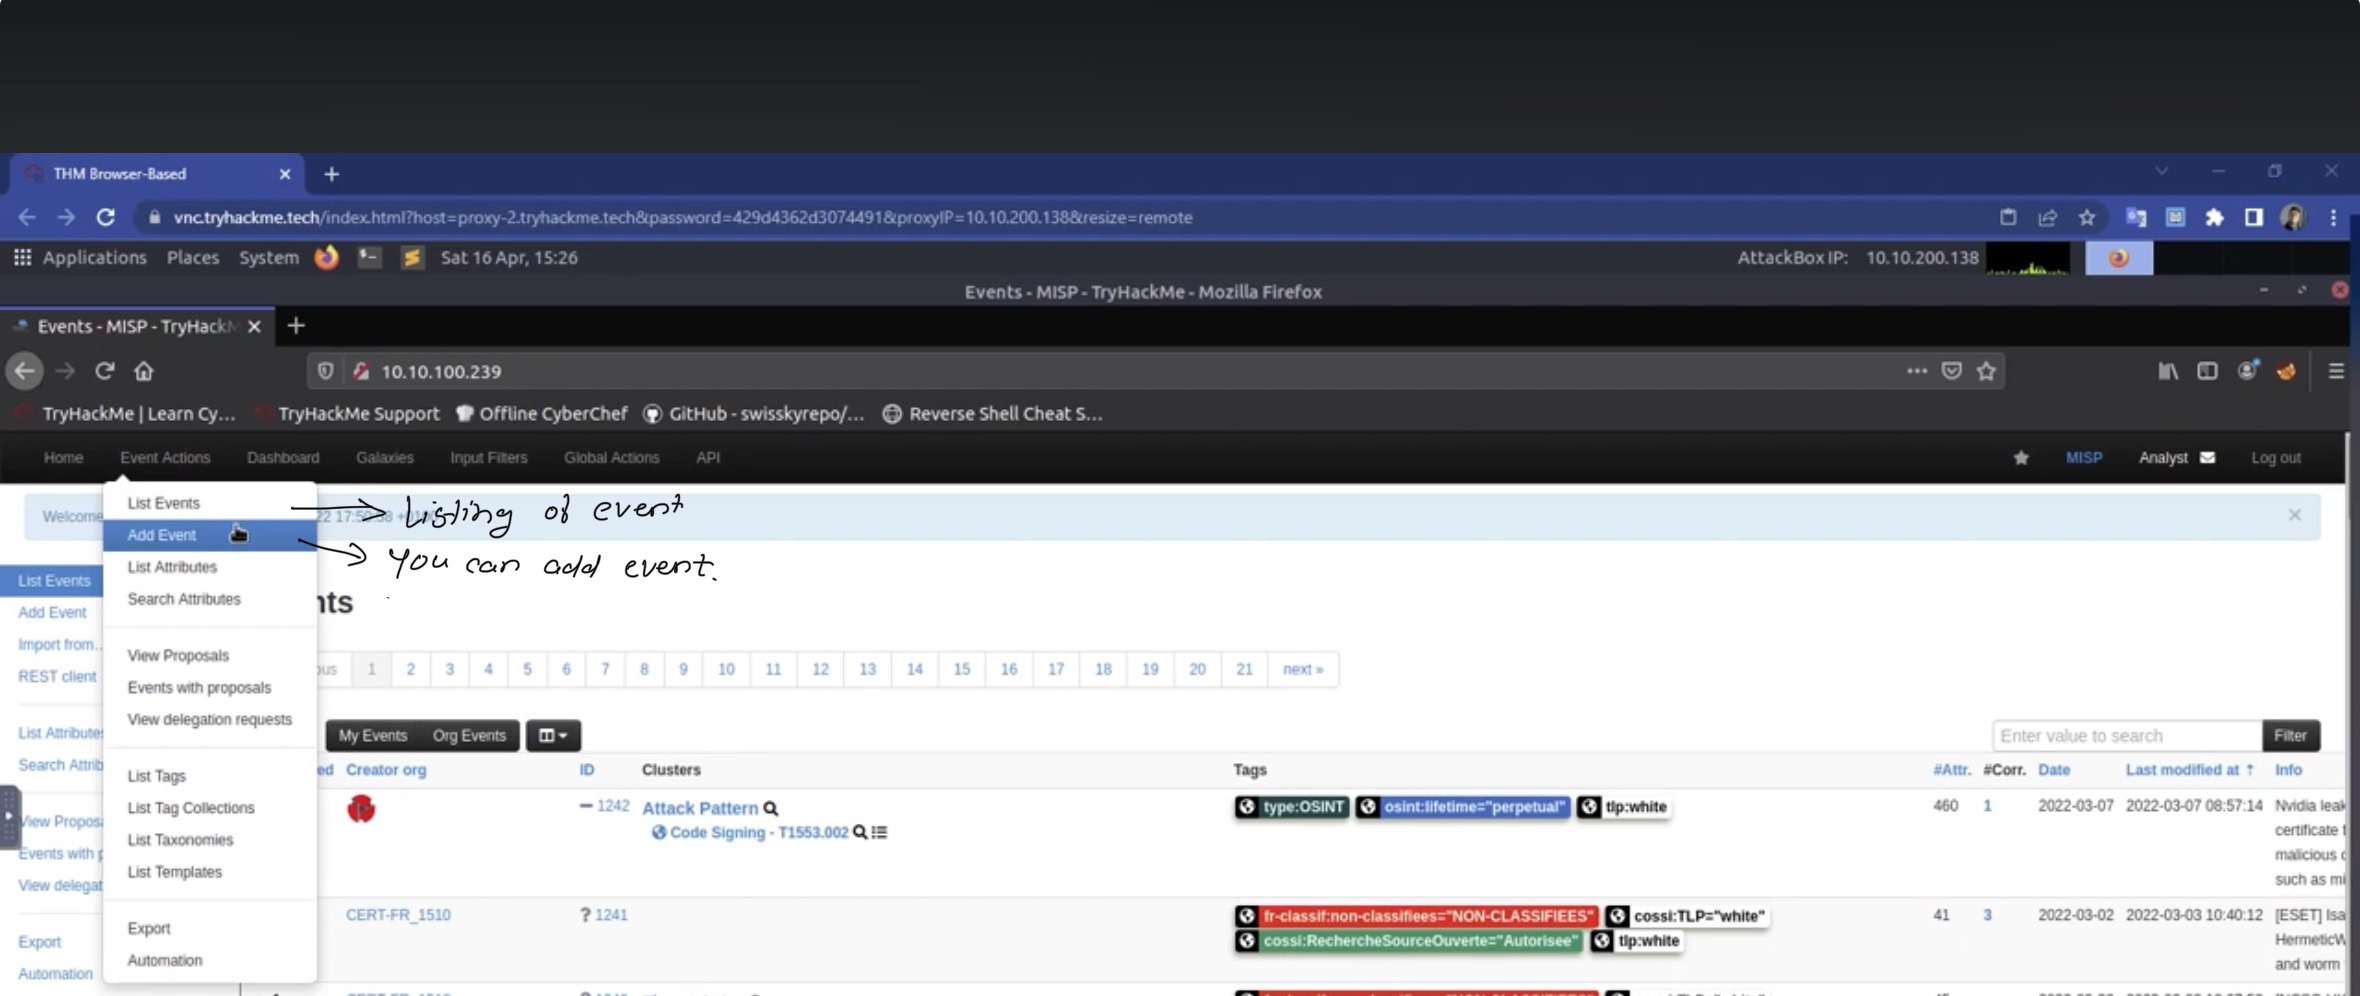 THM Browser-Based
vnc.tryhackme.tech/index.html?host=proxy-2.tryhackme.tech&password=429d4362d3074491&proxyIP=10.10.200.138&resize=remote
Applications Places System Sat 16 Apr, 15:26 AttackBox IP: 10.10.200.138
Events - MISP - TryHackMe - Mozilla Firefox
Events - MISP - TryHackM
10.10.100.239
TryHackMe | Learn Cy... TryHackMe Support Offline CyberChef GitHub - swisskyrepo/... Reverse Shell Cheat S...
Home Event Actions Dashboard Galaxies Input Filters Global Actions API MISP Analyst Log out
Welcome
List Events
Add Event
List Attributes
Search Attributes
View Proposals
Events with proposals
View delegation requests
List Tags
List Tag Collections
List Taxonomies
List Templates
Export
Automation
Listing of event
You can add event.
List Events
Add Event
Import from..
REST client
List Attribute
Search Attrib
View Propos
Events with p
View delegat
Export
Automation
nts
ous 1 2 3 4 5 6 7 8 9 10 11 12 13 14 15 16 17 18 19 20 21 next »
My Events Org Events Enter value to search Filter
ed Creator org ID Clusters Tags #Attr. #Corr. Date Last modified at ↑ Info
1242 Attack Pattern type:OSINT osint:lifetime="perpetual" tlp:white 460 1 2022-03-07 2022-03-07 08:57:14 Nvidia leak
Code Signing - T1553.002 certificate
malicious
such as mi
CERT-FR_1510 ? 1241 fr-classif:non-classifiees="NON-CLASSIFIEES" cossi:TLP="white" 41 3 2022-03-02 2022-03-03 10:40:12 [ESET] Isa
cossi:RechercheSourceOuverte="Autorisee" tlp:white HermeticW
and worm